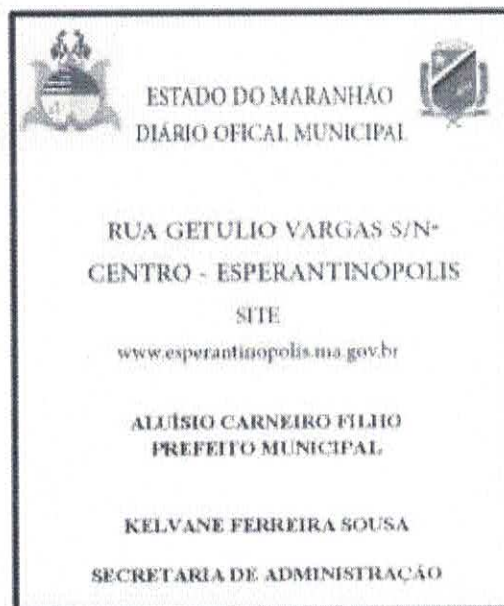 ESTADO DO MARANHÃO
DIÁRIO OFICAL MUNICIPAL
RUA GETULIO VARGAS S/Nº
CENTRO - ESPERANTINÓPOLIS
SITE
www.esperantinopolis.ma.gov.br
ALUÍSIO CARNEIRO FILHO
PREFEITO MUNICIPAL
KELVANE FERREIRA SOUSA
SECRETARIA DE ADMINISTRAÇÃO